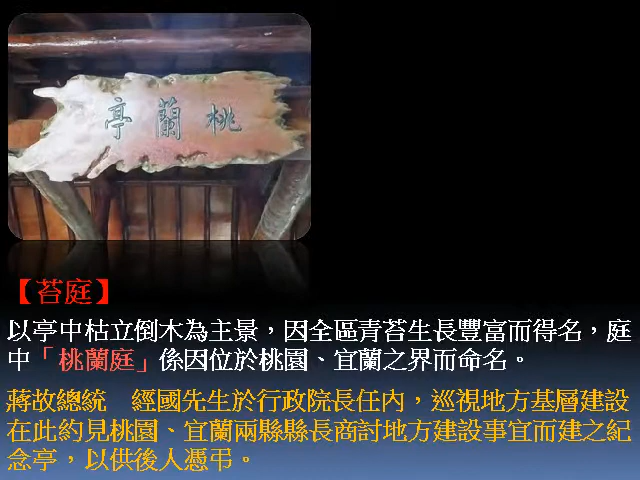 桃蘭亭
【苔庭】
以亭中枯立倒木為主景，因全區青苔生長豐富而得名，庭
中「桃蘭庭」係因位於桃園、宜蘭之界而命名。
蔣故總統　經國先生於行政院長任內，巡視地方基層建設
在此約見桃園、宜蘭兩縣縣長商討地方建設事宜而建之紀
念亭，以供後人憑弔。